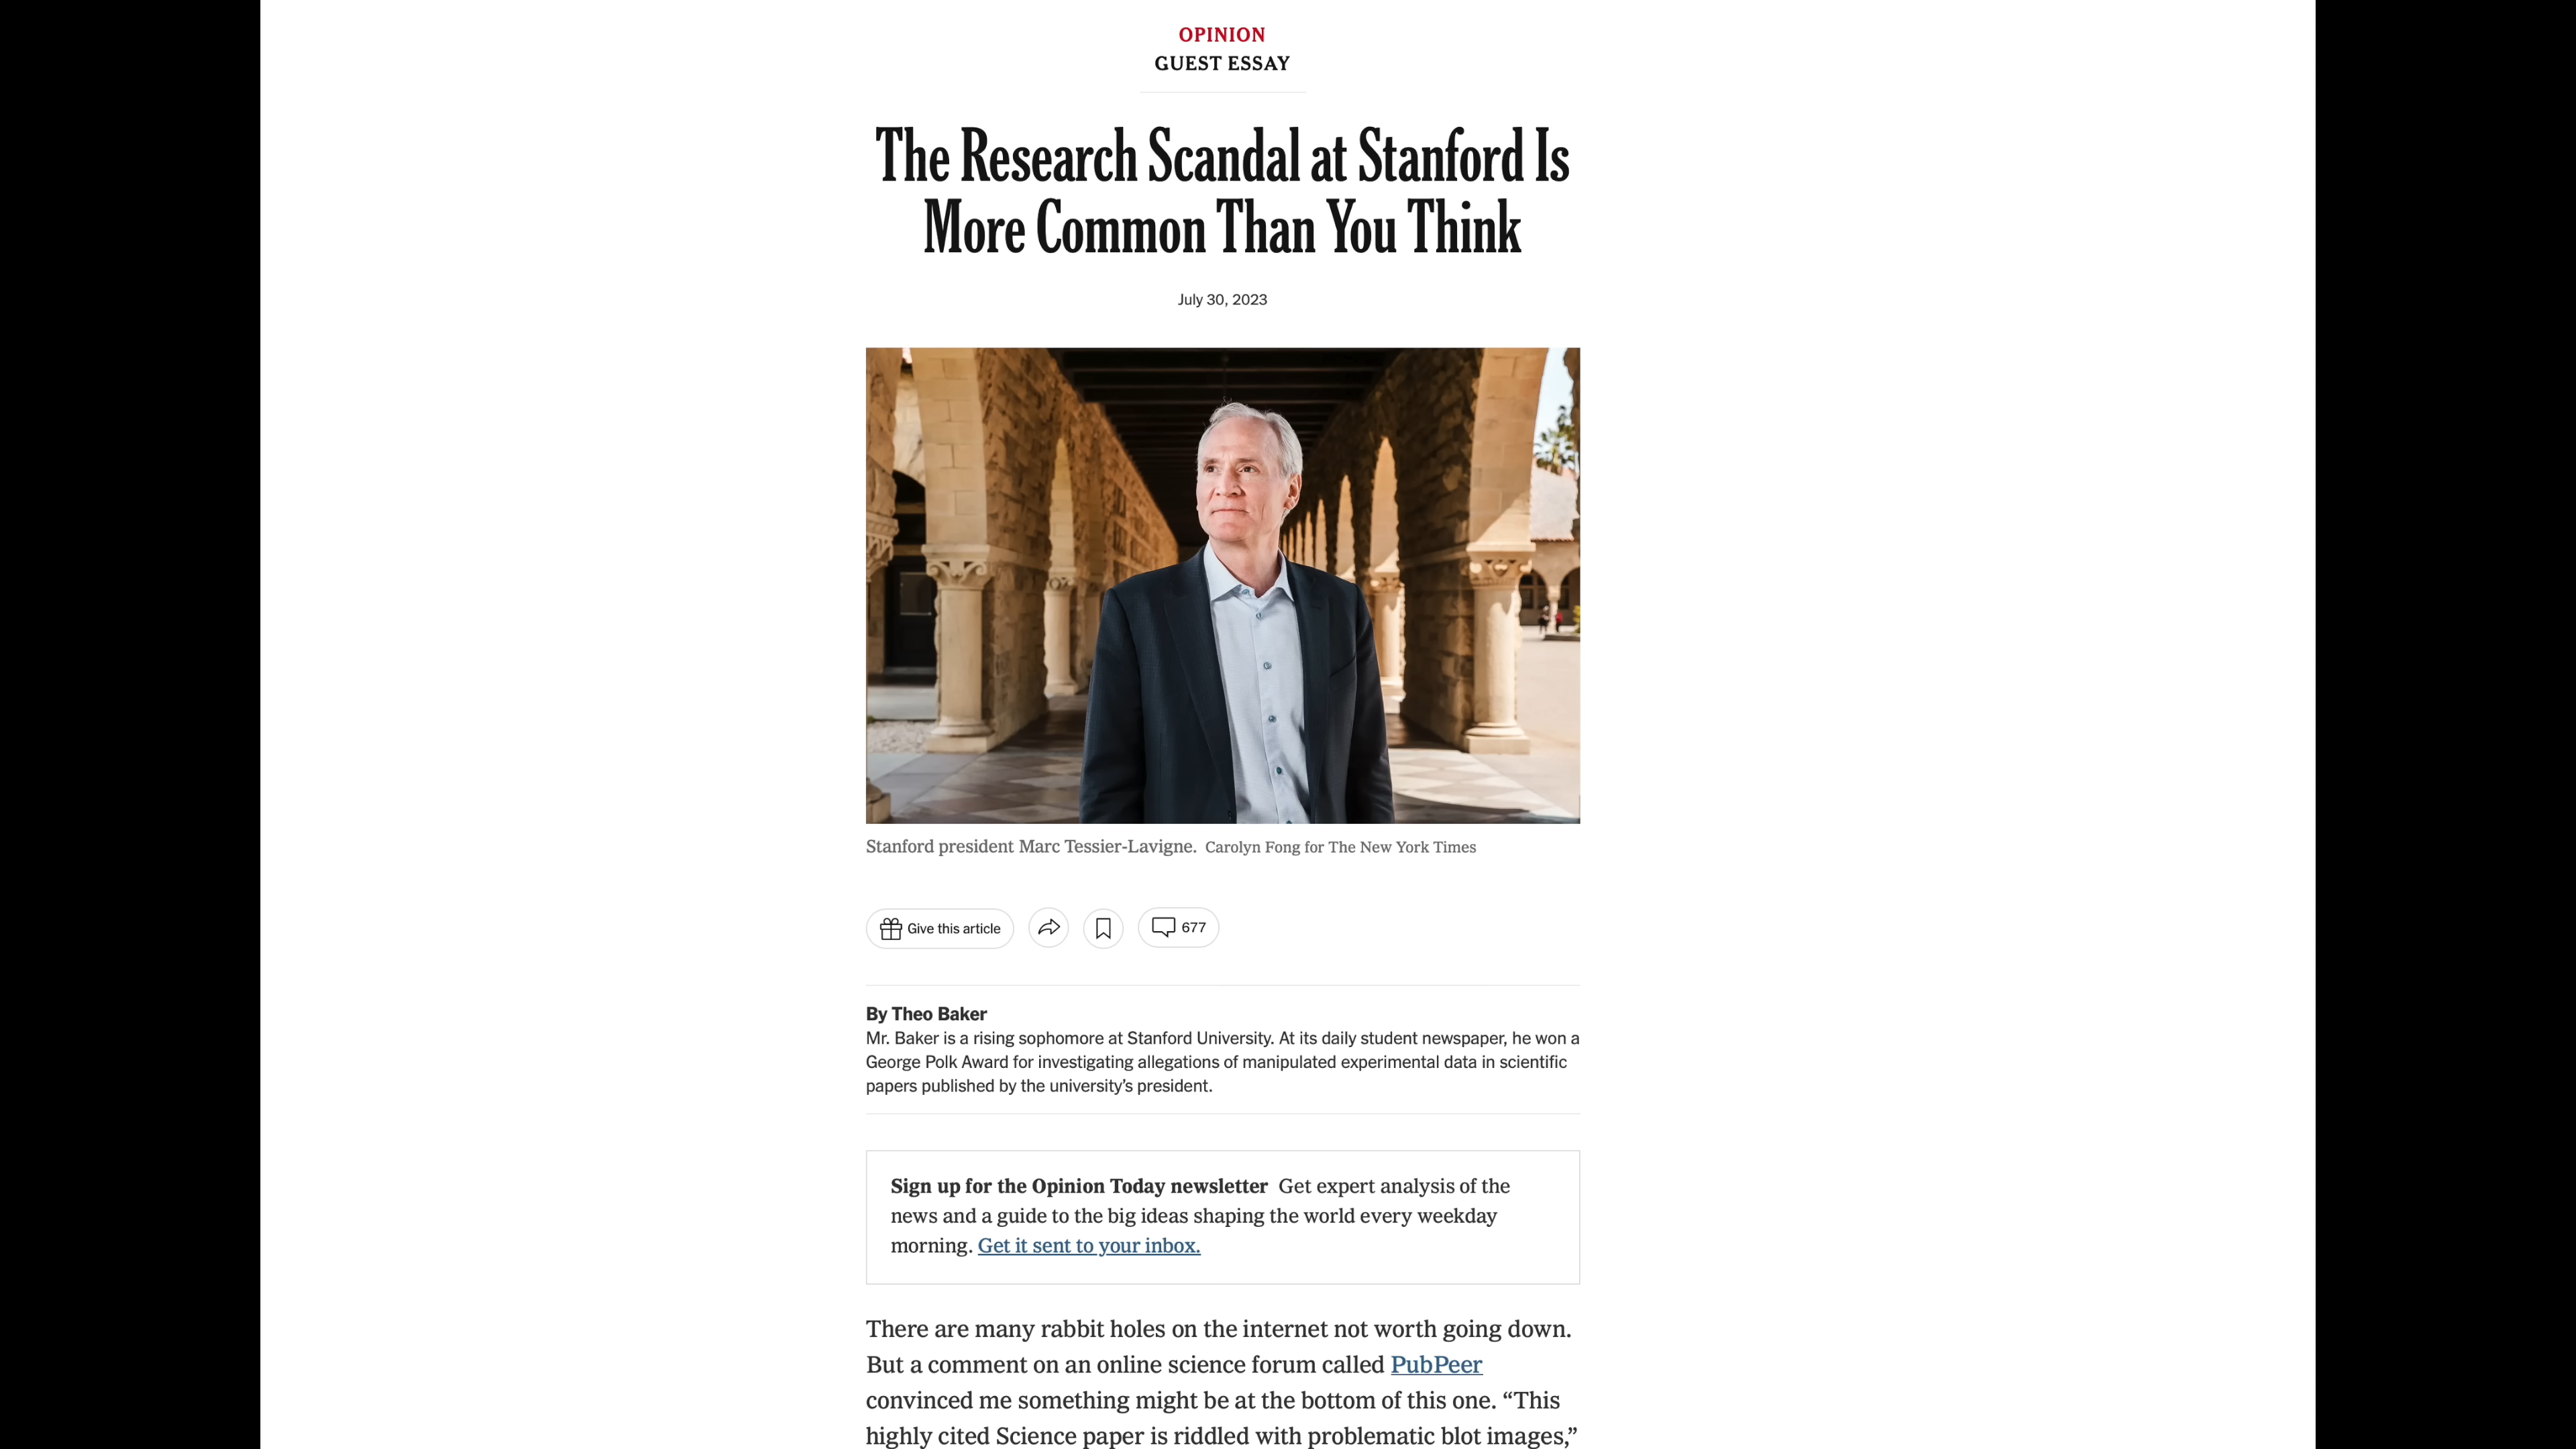 OPINION
GUEST ESSAY
The Research Scandal at Stanford Is
More Common Than You Think
July 30, 2023
Stanford president Marc Tessier-Lavigne. Carolyn Fong for The New York Times
Give this article
677
By Theo Baker
Mr. Baker is a rising sophomore at Stanford University. At its daily student newspaper, he won a
George Polk Award for investigating allegations of manipulated experimental data in scientific
papers published by the university’s president.
Sign up for the Opinion Today newsletter Get expert analysis of the
news and a guide to the big ideas shaping the world every weekday
morning. Get it sent to your inbox.
There are many rabbit holes on the internet not worth going down.
But a comment on an online science forum called PubPeer
convinced me something might be at the bottom of this one. “This
highly cited Science paper is riddled with problematic blot images,”